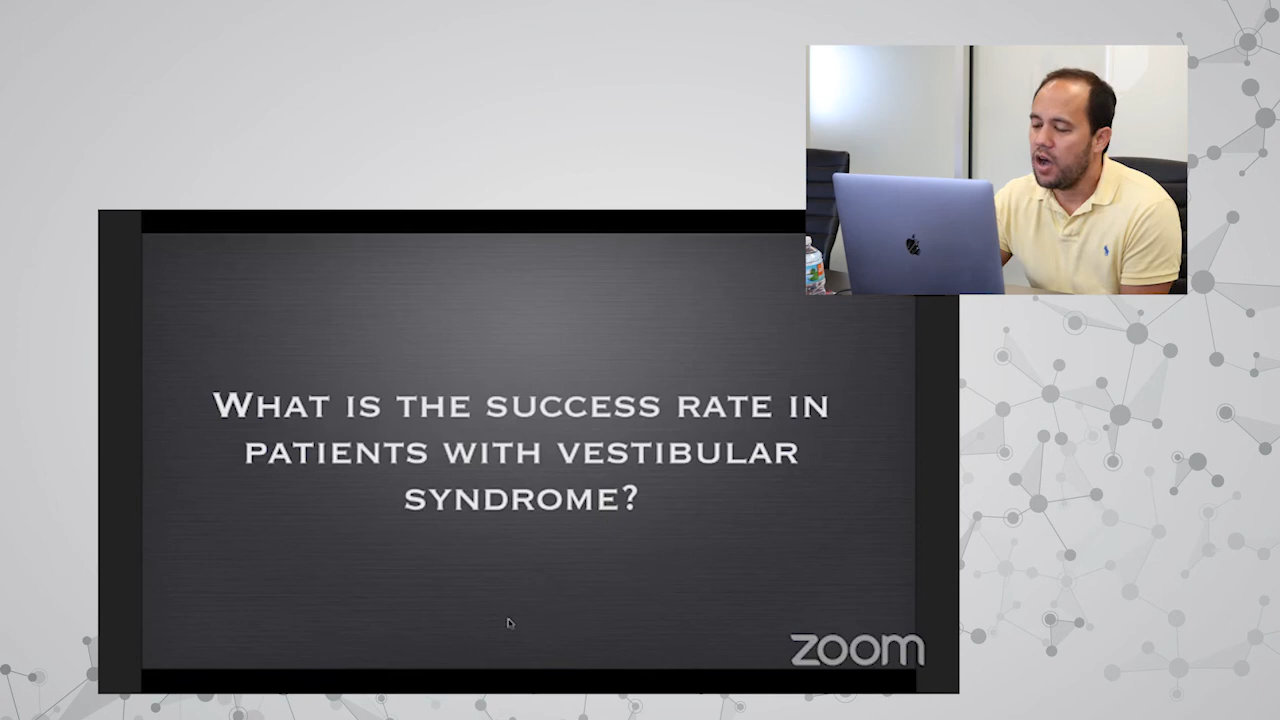 What is the success rate in
patients with vestibular
syndrome?
zoom